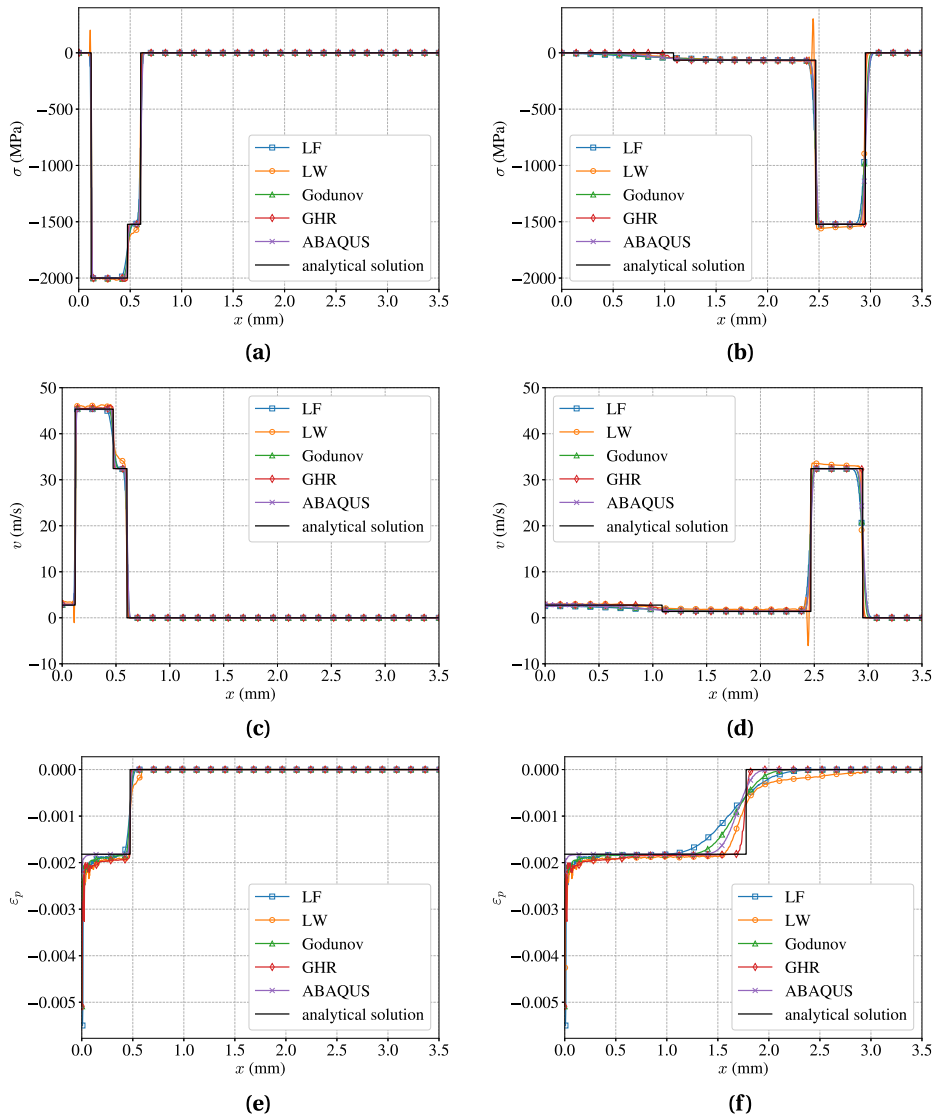 0
−500
−1000
−1500
−2000
σ (MPa)
0.0 0.5 1.0 1.5 2.0 2.5 3.0 3.5
x (mm)
LF
LW
Godunov
GHR
ABAQUS
analytical solution
(a)
0
−500
−1000
−1500
−2000
σ (MPa)
0.0 0.5 1.0 1.5 2.0 2.5 3.0 3.5
x (mm)
LF
LW
Godunov
GHR
ABAQUS
analytical solution
(b)
50
40
30
20
10
0
−10
v (m/s)
0.0 0.5 1.0 1.5 2.0 2.5 3.0 3.5
x (mm)
LF
LW
Godunov
GHR
ABAQUS
analytical solution
(c)
50
40
30
20
10
0
−10
v (m/s)
0.0 0.5 1.0 1.5 2.0 2.5 3.0 3.5
x (mm)
LF
LW
Godunov
GHR
ABAQUS
analytical solution
(d)
0.000
−0.001
−0.002
−0.003
−0.004
−0.005
εp
0.0 0.5 1.0 1.5 2.0 2.5 3.0 3.5
x (mm)
LF
LW
Godunov
GHR
ABAQUS
analytical solution
(e)
0.000
−0.001
−0.002
−0.003
−0.004
−0.005
εp
0.0 0.5 1.0 1.5 2.0 2.5 3.0 3.5
x (mm)
LF
LW
Godunov
GHR
ABAQUS
analytical solution
(f)